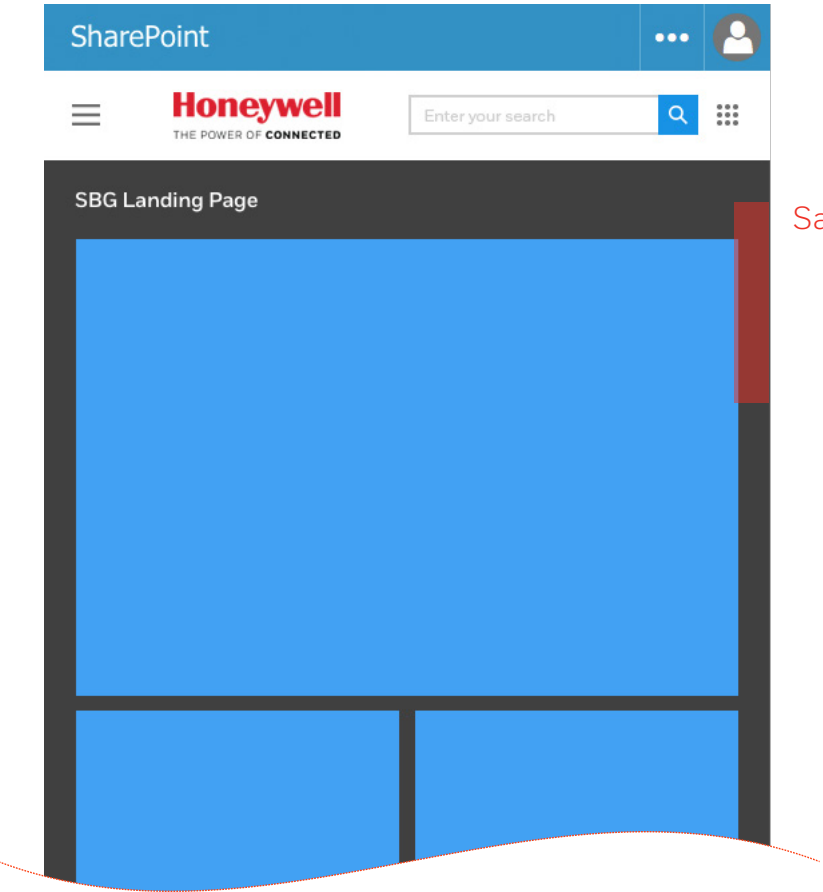 SharePoint
Honeywell
THE POWER OF CONNECTED
Enter your search
SBG Landing Page